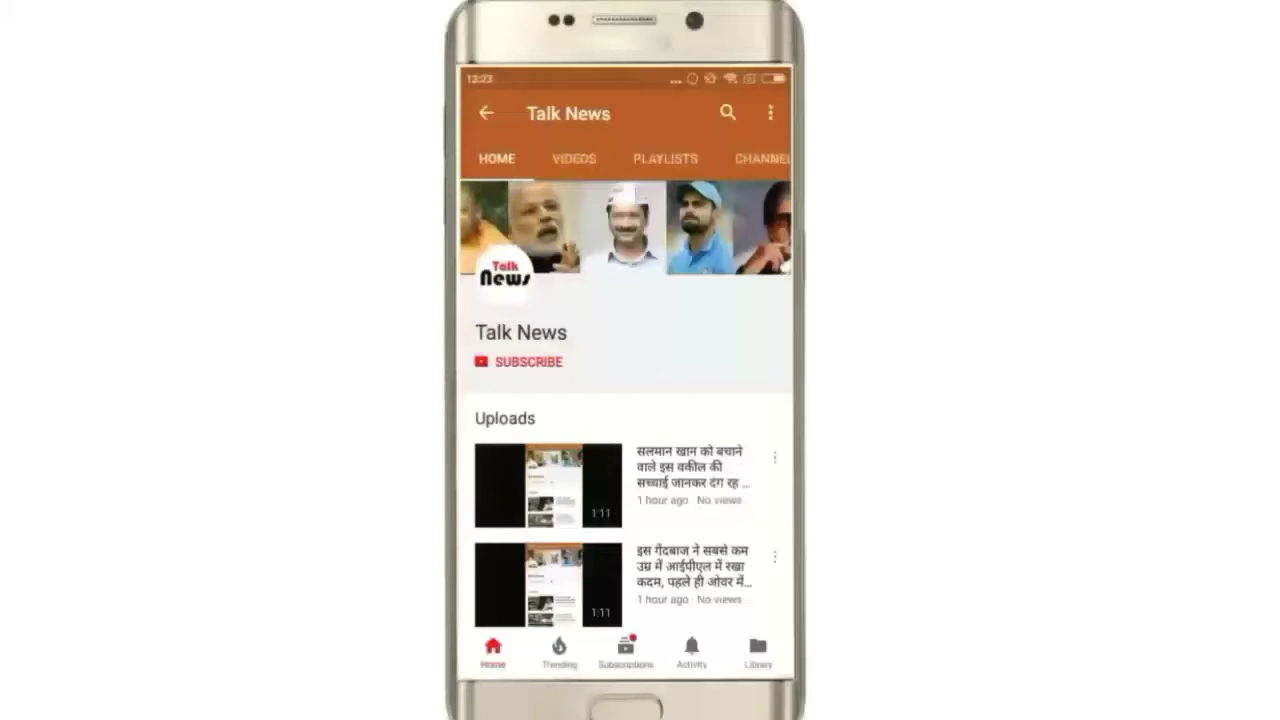 13:23
Talk News
HOME VIDEOS PLAYLISTS CHANNEL
Talk
News
Talk News
SUBSCRIBE
Uploads
सलमान खान को बचाने
वाले इस वकील की
सच्चाई जानकर दंग रह ...
1 hour ago · No views
1:11
इस गेंदबाज ने सबसे कम
उम्र में आईपीएल में रखा
कदम, पहले ही ओवर में...
1 hour ago · No views
1:11
Home Trending Subscriptions Activity Library